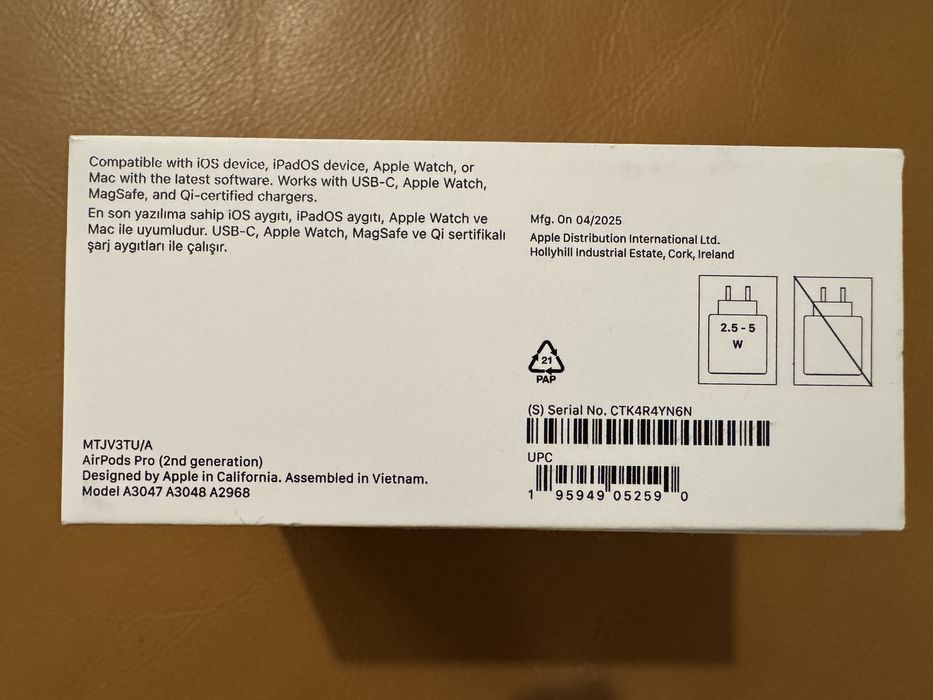 Compatible with iOS device, iPadOS device, Apple Watch, or
Mac with the latest software. Works with USB-C, Apple Watch,
MagSafe, and Qi-certified chargers.
En son yazılıma sahip iOS aygıtı, iPadOS aygıtı, Apple Watch ve
Mac ile uyumludur. USB-C, Apple Watch, MagSafe ve Qi sertifikalı
şarj aygıtları ile çalışır.
MTJV3TU/A
AirPods Pro (2nd generation)
Designed by Apple in California. Assembled in Vietnam.
Model A3047 A3048 A2968
Mfg. On 04/2025
Apple Distribution International Ltd.
Hollyhill Industrial Estate, Cork, Ireland
2.5 - 5
W
21
PAP
(S) Serial No. CTK4R4YN6N
UPC
1 95949 05259 0